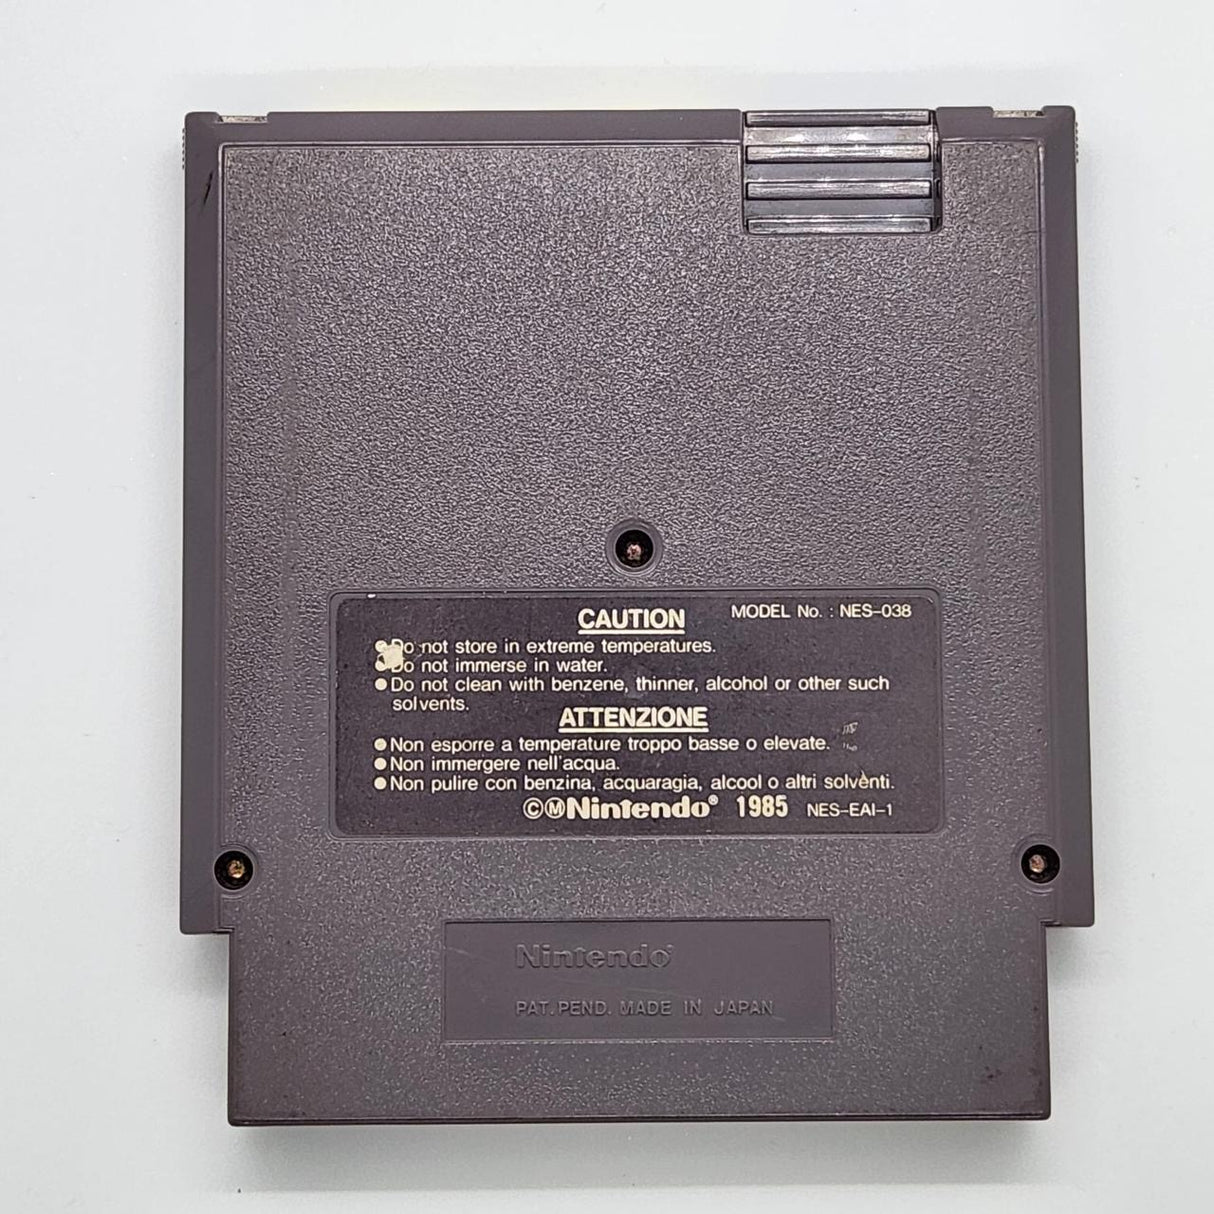 CAUTION
MODEL No. : NES-038
●Do not store in extreme temperatures.
●Do not immerse in water.
●Do not clean with benzene, thinner, alcohol or other such
solvents.
ATTENZIONE
●Non esporre a temperature troppo basse o elevate.
●Non immergere nell'acqua.
●Non pulire con benzina, acquaragia, alcool o altri solventi.
©ⓂNintendo® 1985 NES-EAI-1
Nintendo®
PAT. PEND. MADE IN JAPAN